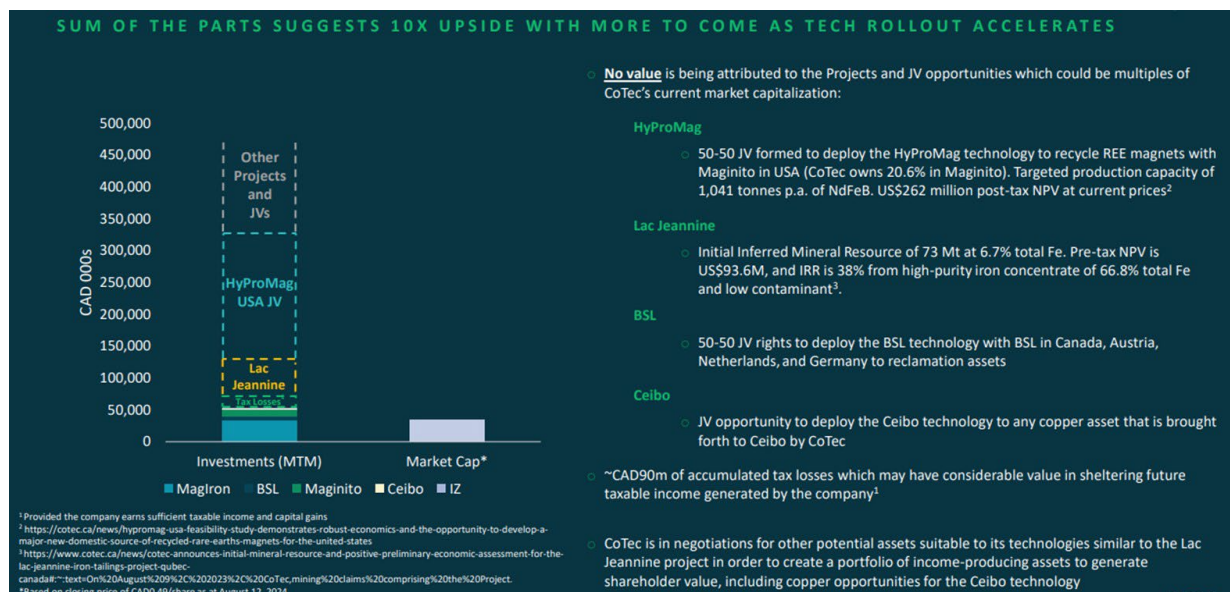 SUM OF THE PARTS SUGGESTS 10X UPSIDE WITH MORE TO COME AS TECH ROLLOUT ACCELERATES
CAD 000s
500,000
450,000
400,000
350,000
300,000
250,000
200,000
150,000
100,000
50,000
0
Other
Projects
and
JVs
HyProMag
USA JV
Lac
Jeannine
Tax Losses
Investments (MTM)
Market Cap*
MagIron
BSL
Maginito
Ceibo
IZ
¹ Provided the company earns sufficient taxable income and capital gains
² https://cotec.ca/news/hypromag-usa-feasibility-study-demonstrates-robust-economics-and-the-opportunity-to-develop-a-
major-new-domestic-source-of-recycled-rare-earths-magnets-for-the-united-states
³ https://www.cotec.ca/news/cotec-announces-initial-mineral-resource-and-positive-preliminary-economic-assessment-for-the-
lac-jeannine-iron-tailings-project-qubec-
canada#:~:text=On%20August%209%2C%202023%2C%20CoTec,mining%20claims%20comprising%20the%20Project.
*Based on closing price of CAD0.49/share as at August 12, 2024
No value is being attributed to the Projects and JV opportunities which could be multiples of
CoTec's current market capitalization:
HyProMag
50-50 JV formed to deploy the HyProMag technology to recycle REE magnets with
Maginito in USA (CoTec owns 20.6% in Maginito). Targeted production capacity of
1,041 tonnes p.a. of NdFeB. US$262 million post-tax NPV at current prices²
Lac Jeannine
Initial Inferred Mineral Resource of 73 Mt at 6.7% total Fe. Pre-tax NPV is
US$93.6M, and IRR is 38% from high-purity iron concentrate of 66.8% total Fe
and low contaminant³.
BSL
50-50 JV rights to deploy the BSL technology with BSL in Canada, Austria,
Netherlands, and Germany to reclamation assets
Ceibo
JV opportunity to deploy the Ceibo technology to any copper asset that is brought
forth to Ceibo by CoTec
~CAD90m of accumulated tax losses which may have considerable value in sheltering future
taxable income generated by the company¹
CoTec is in negotiations for other potential assets suitable to its technologies similar to the Lac
Jeannine project in order to create a portfolio of income-producing assets to generate
shareholder value, including copper opportunities for the Ceibo technology